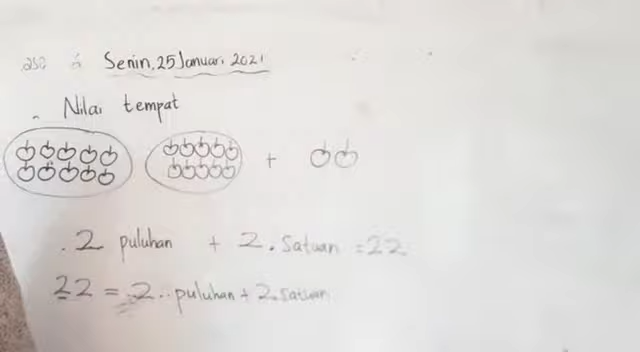 Senin, 25 Januari 2021
Nilai tempat
+
. 2 puluhan + 2 . Satuan = 22
22 = . 2 . . puluhan + 2 . Satuan